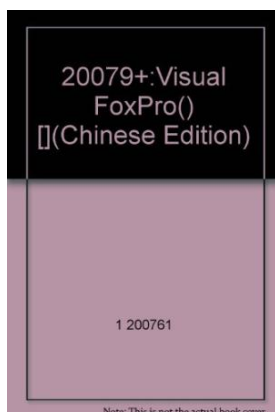 20079+:Visual
FoxPro()
[](Chinese Edition)
1 200761
Note: This is not the actual book cover